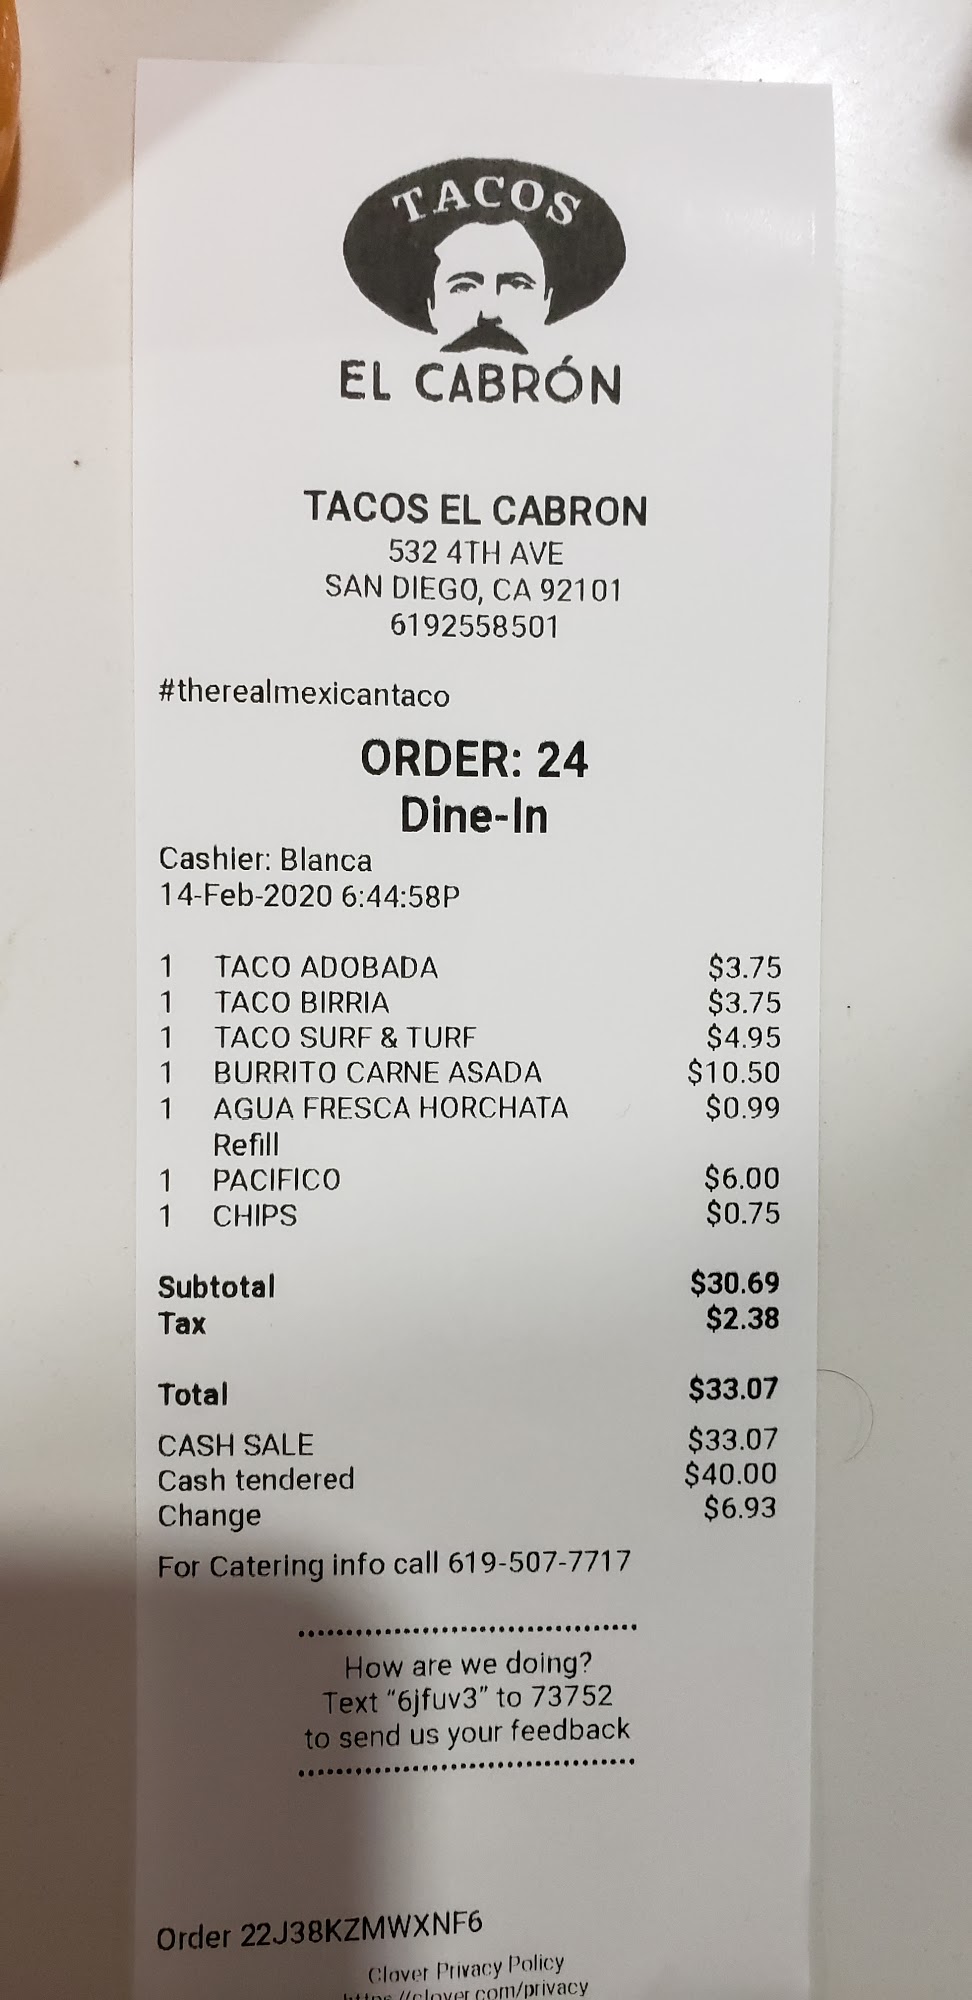 TACOS
EL CABRÓN
TACOS EL CABRON
532 4TH AVE
SAN DIEGO, CA 92101
6192558501
#therealmexicantaco
ORDER: 24
Dine-In
Cashier: Blanca
14-Feb-2020 6:44:58P
1 TACO ADOBADA $3.75
1 TACO BIRRIA $3.75
1 TACO SURF & TURF $4.95
1 BURRITO CARNE ASADA $10.50
1 AGUA FRESCA HORCHATA $0.99
Refill
1 PACIFICO $6.00
1 CHIPS $0.75
Subtotal $30.69
Tax $2.38
Total $33.07
CASH SALE $33.07
Cash tendered $40.00
Change $6.93
For Catering info call 619-507-7717
How are we doing?
Text “6jfuv3” to 73752
to send us your feedback
Order 22J38KZMWXNF6
Clover Privacy Policy
https://clover.com/privacy